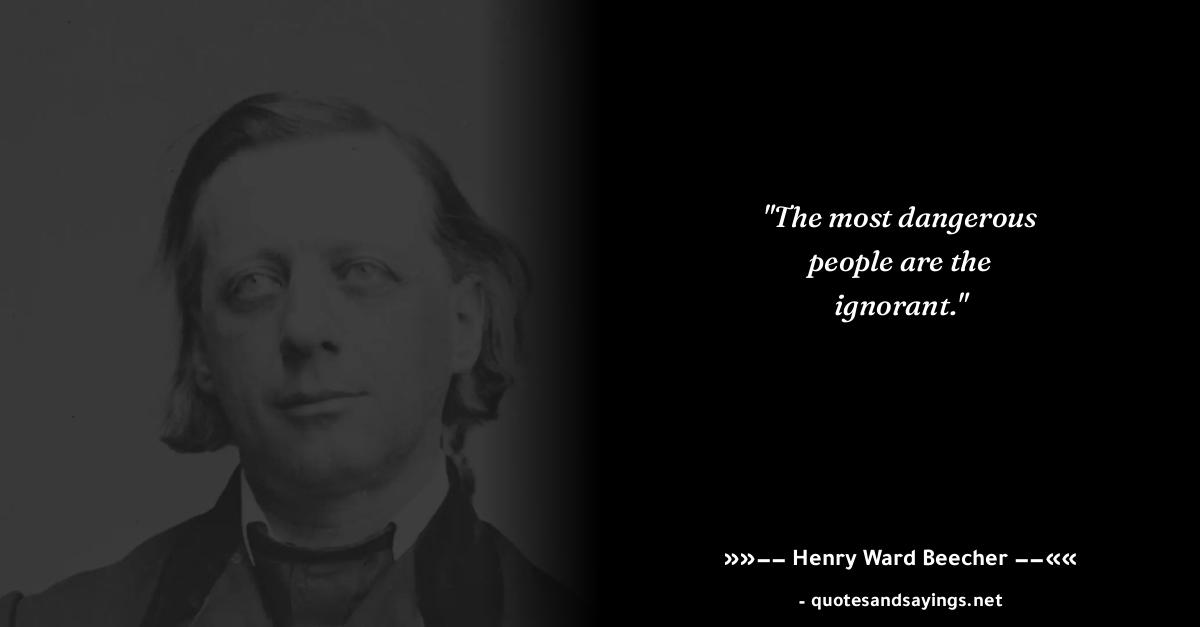 "The most dangerous
people are the
ignorant."
»»−− Henry Ward Beecher −−««
- quotesandsayings.net